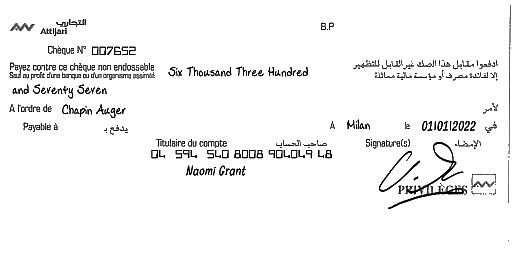 التجاري
Attijari
B.P
Chèque N° 007652
Payez contre ce chèque non endossable
Sauf au profit d'une banque ou d'un organisme assimilé
Six Thousand Three Hundred
ادفعوا مقابل هذا الصك غير القابل للتظهير
إلا لفائدة مصرف أو مؤسسة مالية مماثلة
and Seventy Seven
A l'ordre de Chapin Auger لأمر
Payable à يدفع بـ A Milan le 01/01/2022 في
Titulaire du compte صاحب الحساب Signature(s) الإمضاء
04 594 540 8008 904049 48
Naomi Grant
PRIVILÈGES